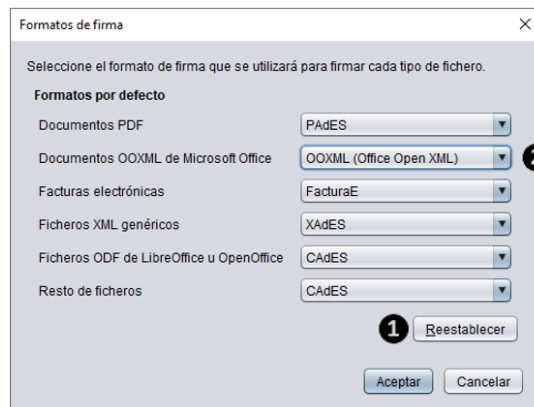 Formatos de firma
Seleccione el formato de firma que se utilizará para firmar cada tipo de fichero.
Formatos por defecto
Documentos PDF PAdES
Documentos OOXML de Microsoft Office OOXML (Office Open XML) 2
Facturas electrónicas FacturaE
Ficheros XML genéricos XAdES
Ficheros ODF de LibreOffice u OpenOffice CAdES
Resto de ficheros CAdES
1 Reestablecer
Aceptar Cancelar